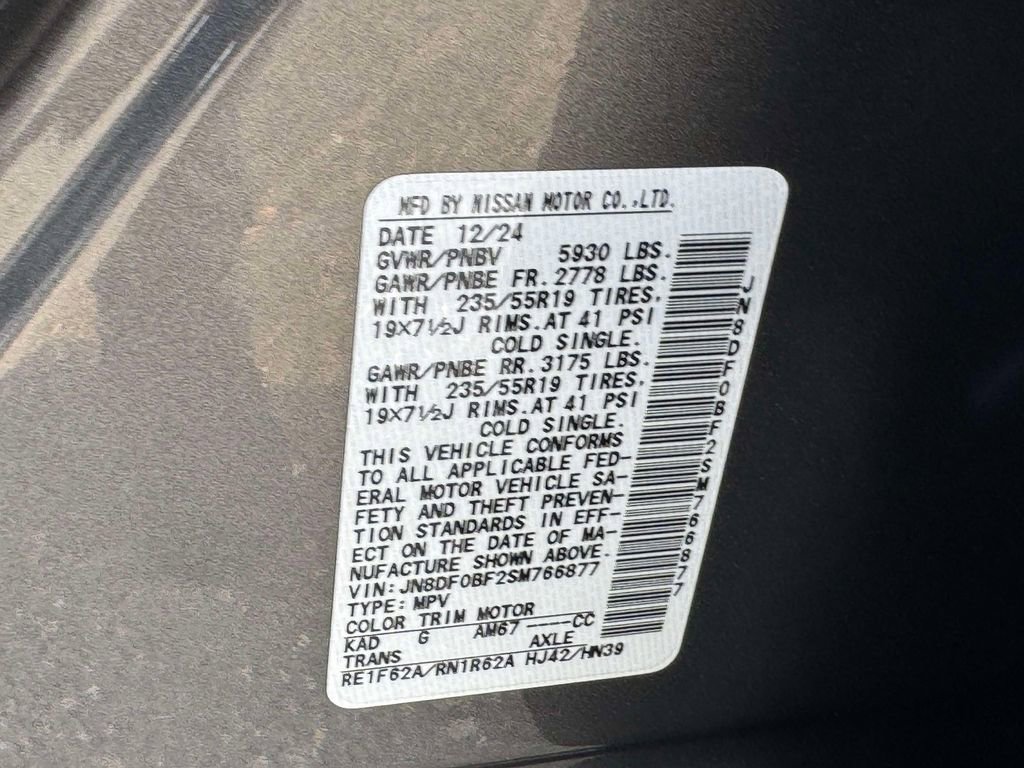 MFD BY NISSAN MOTOR CO.,LTD.
DATE 12/24
GVWR/PNBV 5930 LBS.
GAWR/PNBE FR. 2778 LBS.
WITH 235/55R19 TIRES,
19X7 1/2J RIMS. AT 41 PSI
COLD SINGLE.
GAWR/PNBE RR. 3175 LBS.
WITH 235/55R19 TIRES,
19X7 1/2J RIMS. AT 41 PSI
COLD SINGLE.
THIS VEHICLE CONFORMS
TO ALL APPLICABLE FED-
ERAL MOTOR VEHICLE SA-
FETY AND THEFT PREVEN-
TION STANDARDS IN EFF-
ECT ON THE DATE OF MA-
NUFACTURE SHOWN ABOVE.
VIN: JN8DF0BF2SM766877
TYPE: MPV
COLOR TRIM MOTOR
KAD G AM67 -----CC
TRANS AXLE
RE1F62A/RN1R62A HJ42/HN39
JN8DF0BF2SM766877